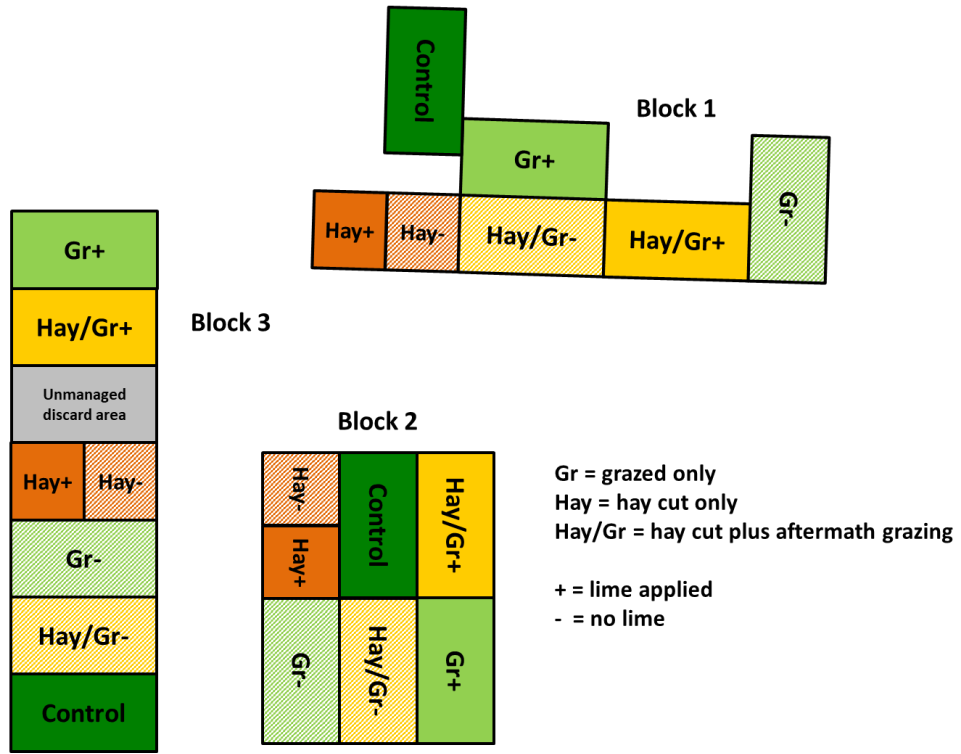 Block 1
Control
Gr+
Gr-
Hay+
Hay-
Hay/Gr-
Hay/Gr+
Block 3
Gr+
Hay/Gr+
Unmanaged
discard area
Hay+
Hay-
Gr-
Hay/Gr-
Control
Block 2
Hay-
Hay+
Control
Hay/Gr+
Gr-
Hay/Gr-
Gr+
Gr = grazed only
Hay = hay cut only
Hay/Gr = hay cut plus aftermath grazing
+ = lime applied
- = no lime